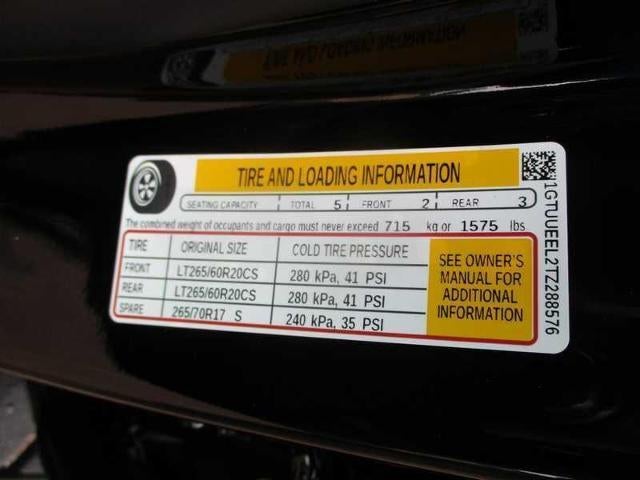 TIRE AND LOADING INFORMATION
SEATING CAPACITY TOTAL 5 FRONT 2 REAR 3
The combined weight of occupants and cargo must never exceed 715 kg or 1575 lbs
TIRE ORIGINAL SIZE COLD TIRE PRESSURE
FRONT LT265/60R20CS 280 kPa, 41 PSI
REAR LT265/60R20CS 280 kPa, 41 PSI
SPARE 265/70R17 S 240 kPa, 35 PSI
SEE OWNER'S
MANUAL FOR
ADDITIONAL
INFORMATION
1GTUUEEL2TZ288576